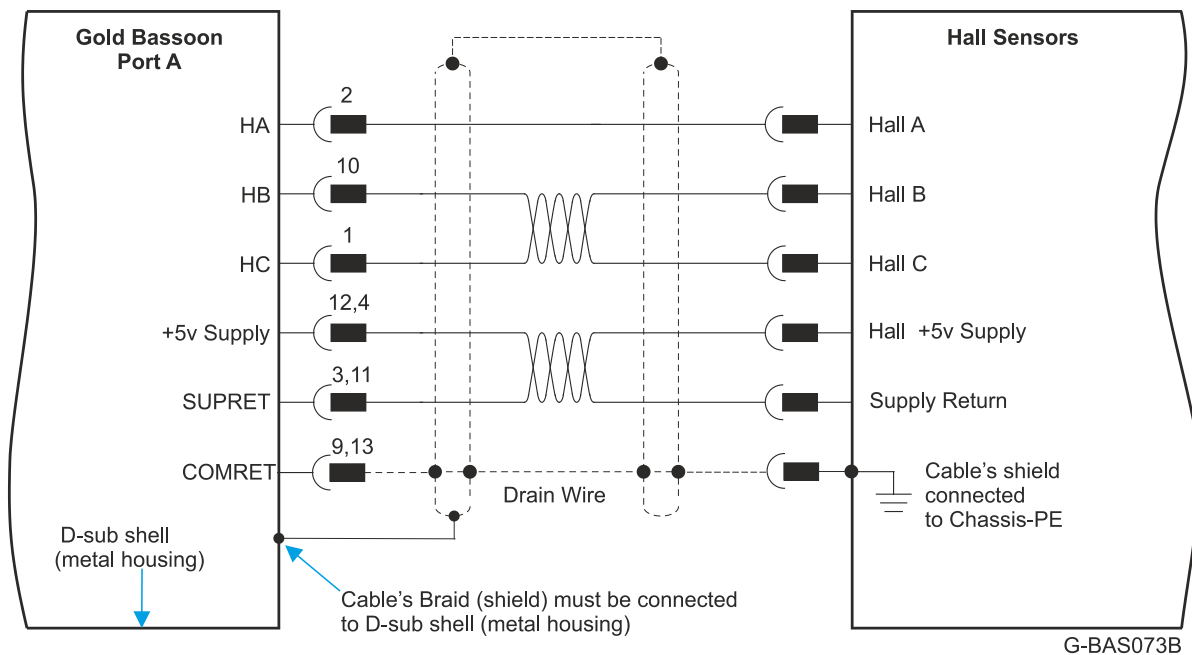 Gold Bassoon
Port A
Hall Sensors
HA
2
Hall A
HB
10
Hall B
HC
1
Hall C
+5v Supply
12,4
Hall +5v Supply
SUPRET
3,11
Supply Return
COMRET
9,13
Drain Wire
Cable's shield
connected
to Chassis-PE
D-sub shell
(metal housing)
Cable's Braid (shield) must be connected
to D-sub shell (metal housing)
G-BAS073B